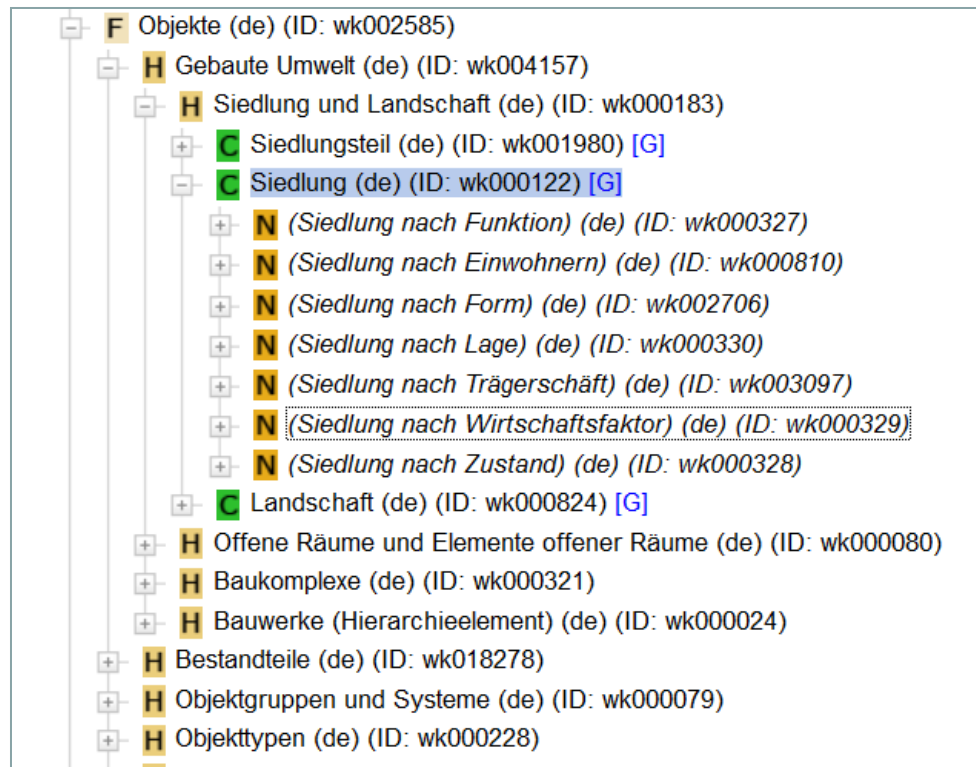 F Objekte (de) (ID: wk002585)
H Gebaute Umwelt (de) (ID: wk004157)
H Siedlung und Landschaft (de) (ID: wk000183)
C Siedlungsteil (de) (ID: wk001980) [G]
C Siedlung (de) (ID: wk000122) [G]
N (Siedlung nach Funktion) (de) (ID: wk000327)
N (Siedlung nach Einwohnern) (de) (ID: wk000810)
N (Siedlung nach Form) (de) (ID: wk002706)
N (Siedlung nach Lage) (de) (ID: wk000330)
N (Siedlung nach Trägerschäft) (de) (ID: wk003097)
N (Siedlung nach Wirtschaftsfaktor) (de) (ID: wk000329)
N (Siedlung nach Zustand) (de) (ID: wk000328)
C Landschaft (de) (ID: wk000824) [G]
H Offene Räume und Elemente offener Räume (de) (ID: wk000080)
H Baukomplexe (de) (ID: wk000321)
H Bauwerke (Hierarchieelement) (de) (ID: wk000024)
H Bestandteile (de) (ID: wk018278)
H Objektgruppen und Systeme (de) (ID: wk000079)
H Objekttypen (de) (ID: wk000228)